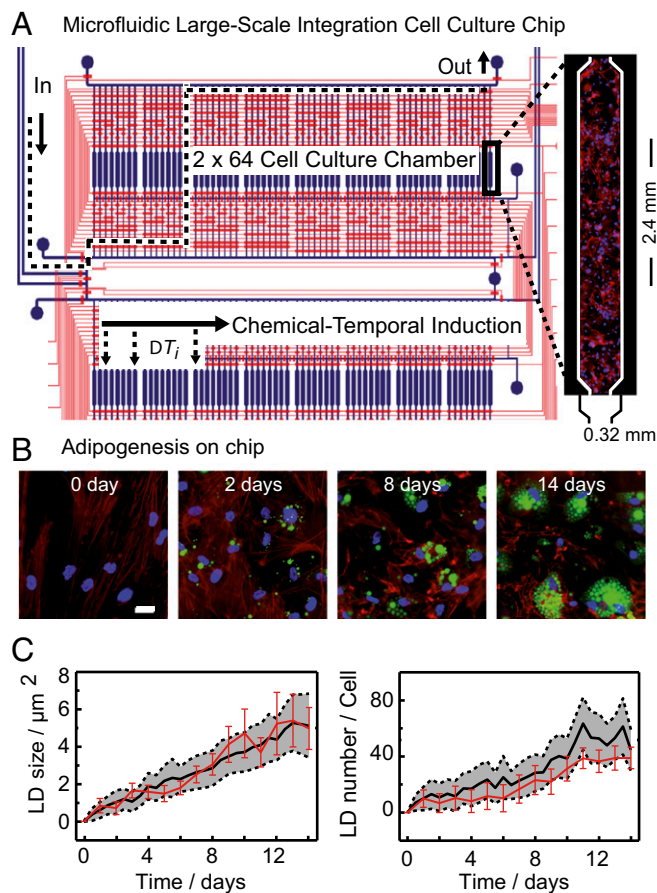 A Microfluidic Large-Scale Integration Cell Culture Chip
In
Out
2 x 64 Cell Culture Chamber
2.4 mm
Chemical-Temporal Induction
DTi
0.32 mm
B Adipogenesis on chip
0 day 2 days 8 days 14 days
C
LD size / µm 2
8
6
4
2
0
0 4 8 12
Time / days
LD number / Cell
80
40
0
0 4 8 12
Time / days